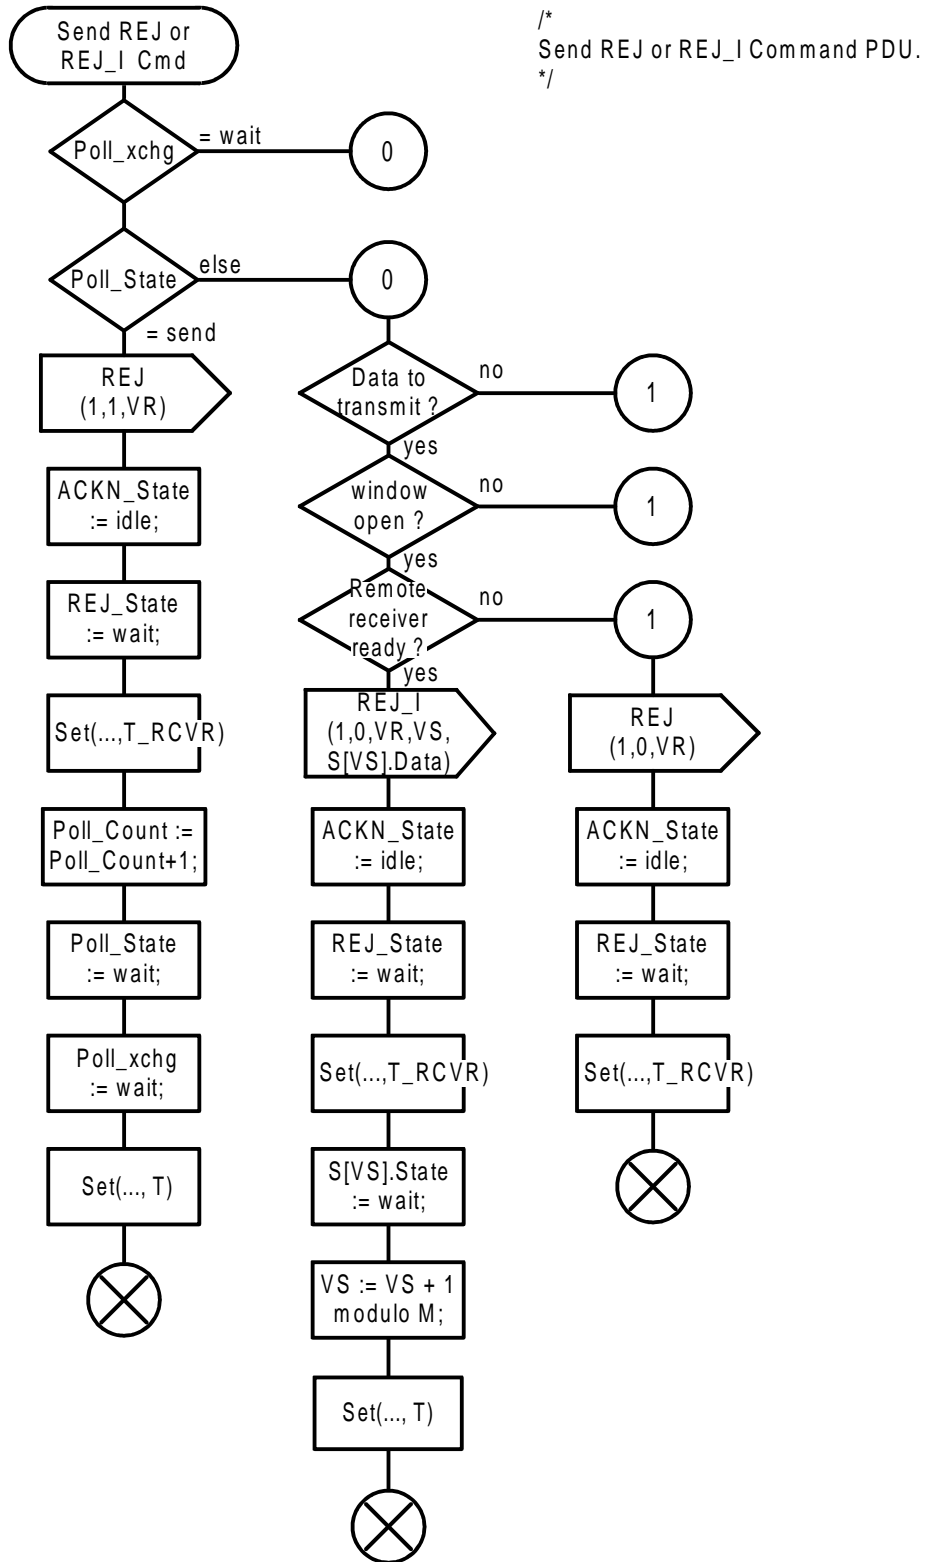 Send REJ or
REJ_I Cmd
/*
Send REJ or REJ_I Command PDU.
*/
Poll_xchg
= wait
0
Poll_State
else
0
= send
REJ
(1,1,VR)
ACKN_State
:= idle;
REJ_State
:= wait;
Set(...,T_RCVR)
Poll_Count :=
Poll_Count+1;
Poll_State
:= wait;
Poll_xchg
:= wait;
Set(..., T)
Data to
transmit ?
no
1
yes
window
open ?
no
1
yes
Remote
receiver
ready ?
no
1
yes
REJ_I
(1,0,VR,VS,
S[VS].Data)
ACKN_State
:= idle;
REJ_State
:= wait;
Set(...,T_RCVR)
S[VS].State
:= wait;
VS := VS + 1
modulo M;
Set(..., T)
REJ
(1,0,VR)
ACKN_State
:= idle;
REJ_State
:= wait;
Set(...,T_RCVR)